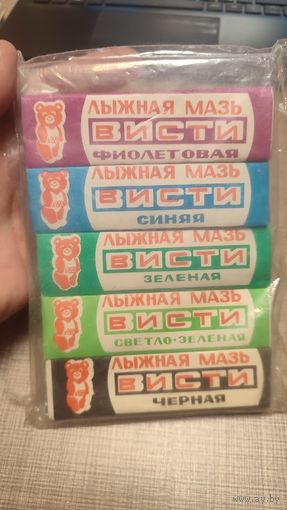 ЛЫЖНАЯ МАЗЬ
ВИСТИ
ФИОЛЕТОВАЯ
ЛЫЖНАЯ МАЗЬ
ВИСТИ
СИНЯЯ
ЛЫЖНАЯ МАЗЬ
ВИСТИ
ЗЕЛЕНАЯ
ЛЫЖНАЯ МАЗЬ
ВИСТИ
СВЕТЛО-ЗЕЛЕНАЯ
ЛЫЖНАЯ МАЗЬ
ВИСТИ
ЧЕРНАЯ
© www.ay.by